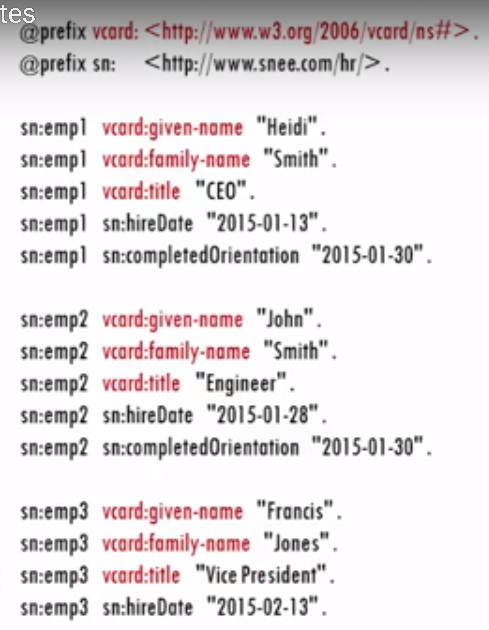 tes
@prefix vcard: <http://www.w3.org/2006/vcard/ns#>.
@prefix sn: <http://www.snee.com/hr/>.
sn:emp1 vcard:given-name "Heidi".
sn:emp1 vcard:family-name "Smith".
sn:emp1 vcard:title "CEO".
sn:emp1 sn:hireDate "2015-01-13".
sn:emp1 sn:completedOrientation "2015-01-30".
sn:emp2 vcard:given-name "John".
sn:emp2 vcard:family-name "Smith".
sn:emp2 vcard:title "Engineer".
sn:emp2 sn:hireDate "2015-01-28".
sn:emp2 sn:completedOrientation "2015-01-30".
sn:emp3 vcard:given-name "Francis".
sn:emp3 vcard:family-name "Jones".
sn:emp3 vcard:title "Vice President".
sn:emp3 sn:hireDate "2015-02-13".